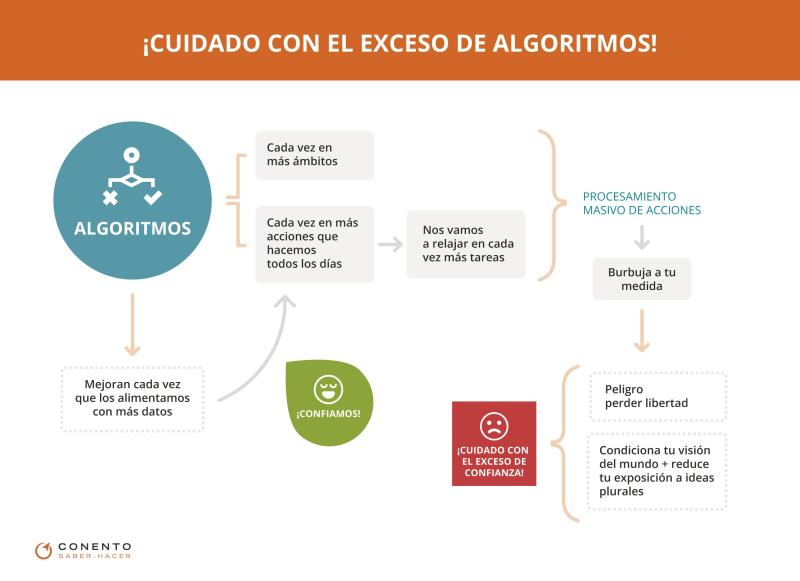 ¡CUIDADO CON EL EXCESO DE ALGORITMOS!
ALGORITMOS
Cada vez en
más ámbitos
Cada vez en más
acciones que
hacemos
todos los días
Nos vamos
a relajar en cada
vez más tareas
PROCESAMIENTO
MASIVO DE ACCIONES
Burbuja a tu
medida
Mejoran cada vez
que los alimentamos
con más datos
¡CONFIAMOS!
¡CUIDADO CON
EL EXCESO DE
CONFIANZA!
Peligro
perder libertad
Condiciona tu visión
del mundo + reduce
tu exposición a ideas
plurales
CONENTO
SABER.HACER